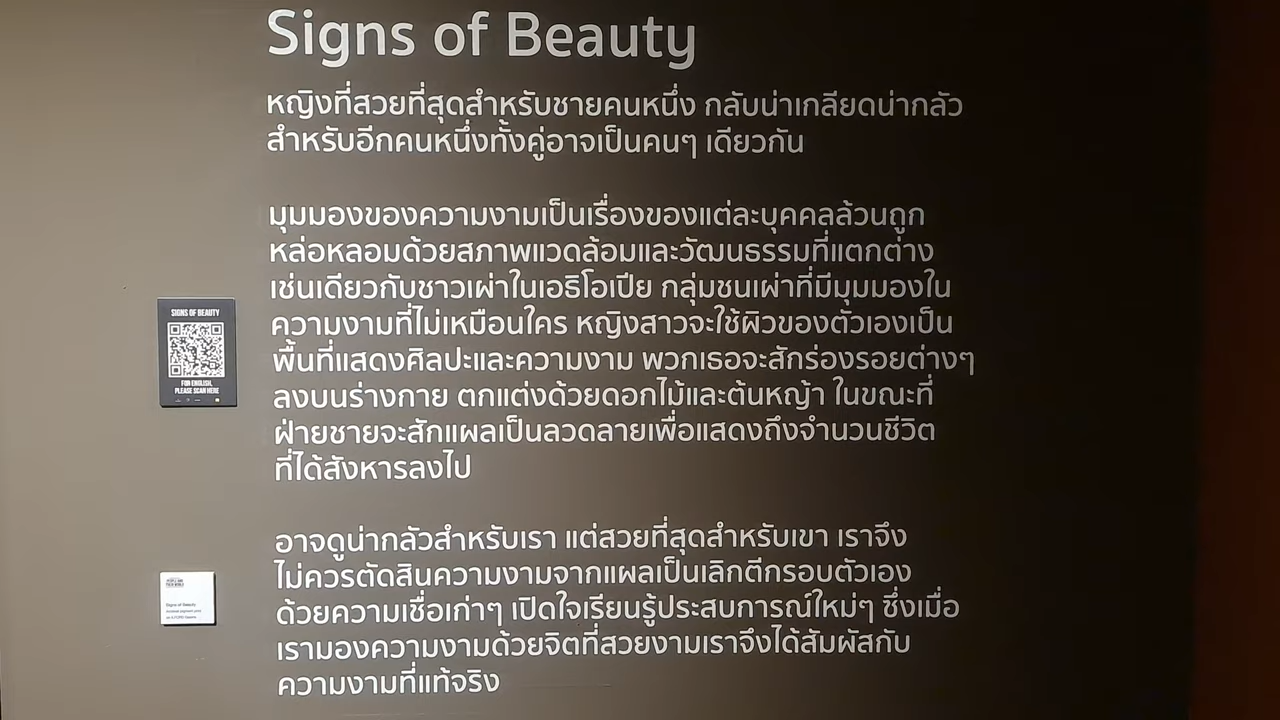 Signs of Beauty
หญิงที่สวยที่สุดสำหรับชายคนหนึ่ง กลับน่าเกลียดน่ากลัว
สำหรับอีกคนหนึ่งทั้งคู่อาจเป็นคนๆ เดียวกัน
มุมมองของความงามเป็นเรื่องของแต่ละบุคคลล้วนถูก
หล่อหลอมด้วยสภาพแวดล้อมและวัฒนธรรมที่แตกต่าง
เช่นเดียวกับชาวเผ่าในเอธิโอเปีย กลุ่มชนเผ่าที่มีมุมมองใน
ความงามที่ไม่เหมือนใคร หญิงสาวจะใช้ผิวของตัวเองเป็น
พื้นที่แสดงศิลปะและความงาม พวกเธอจะสักร่องรอยต่างๆ
ลงบนร่างกาย ตกแต่งด้วยดอกไม้และต้นหญ้า ในขณะที่
ฝ่ายชายจะสักแผลเป็นลวดลายเพื่อแสดงถึงจำนวนชีวิต
ที่ได้สังหารลงไป
อาจดูน่ากลัวสำหรับเรา แต่สวยที่สุดสำหรับเขา เราจึง
ไม่ควรตัดสินความงามจากแผลเป็นเลิกตีกรอบตัวเอง
ด้วยความเชื่อเก่าๆ เปิดใจเรียนรู้ประสบการณ์ใหม่ๆ ซึ่งเมื่อ
เรามองความงามด้วยจิตที่สวยงามเราจึงได้สัมผัสกับ
ความงามที่แท้จริง
SIGNS OF BEAUTY
FOR ENGLISH,
PLEASE SCAN HERE
Signs of Beauty